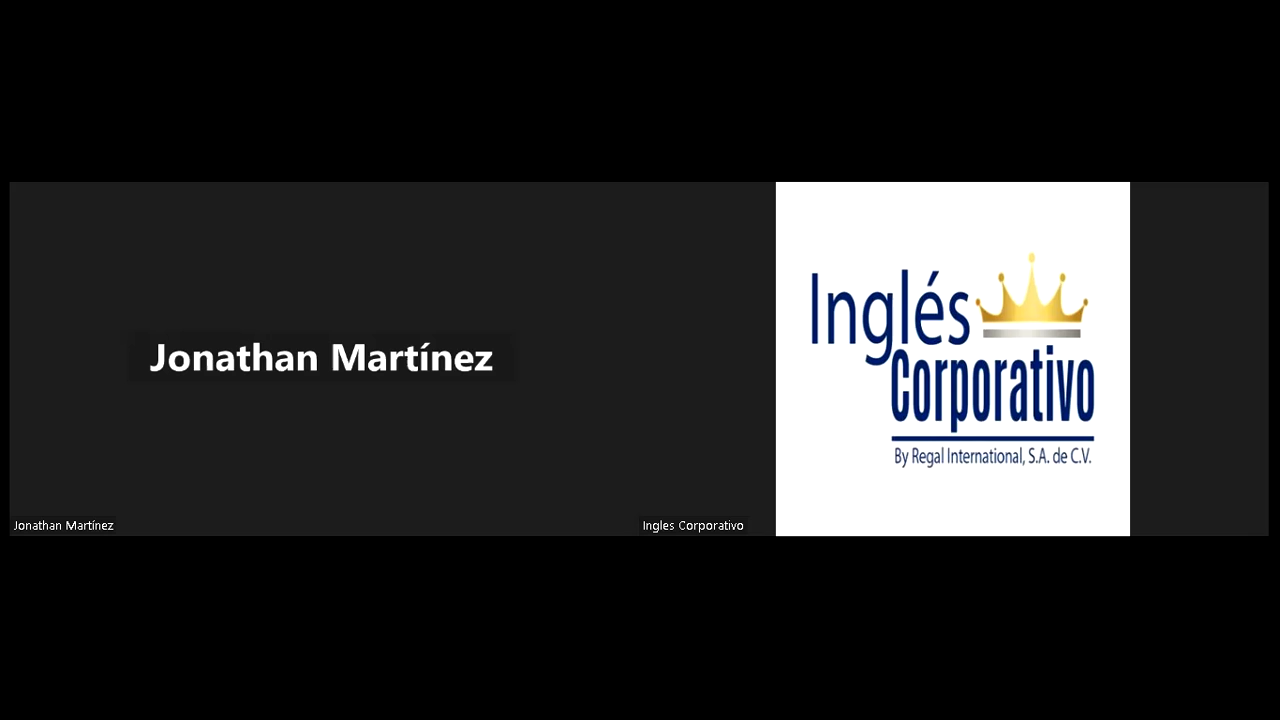 Jonathan Martínez
Jonathan Martínez
Inglés
Corporativo
By Regal International, S.A. de C.V.
Ingles Corporativo